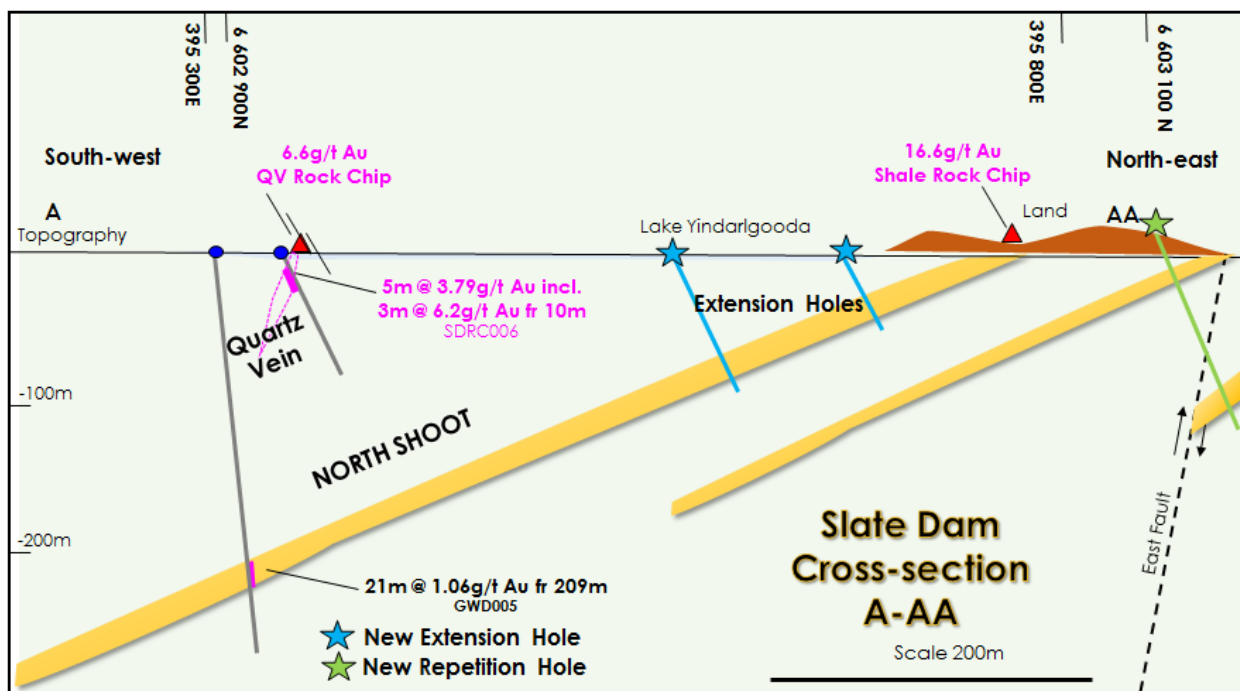 395 300E
6 602 900N
395 800E
6 603 100 N
South-west
6.6g/t Au
QV Rock Chip
16.6g/t Au
Shale Rock Chip
North-east
A
Topography
Lake Yindarlgooda
Land
AA
5m @ 3.79g/t Au incl.
3m @ 6.2g/t Au fr 10m
SDRC006
Extension Holes
Quartz
Vein
-100m
NORTH SHOOT
-200m
21m @ 1.06g/t Au fr 209m
GWD005
Slate Dam
Cross-section
A-AA
East Fault
New Extension Hole
New Repetition Hole
Scale 200m